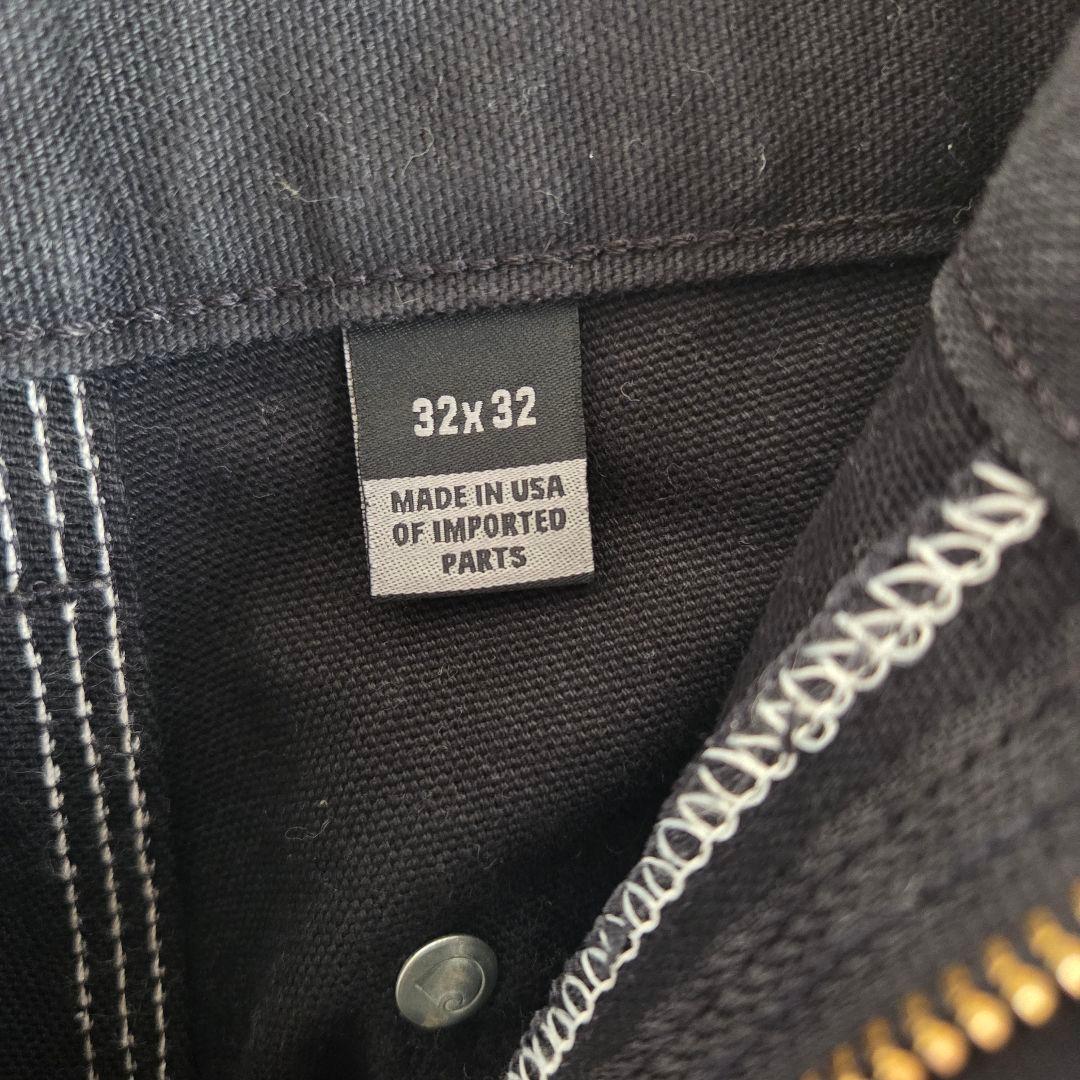 32x32
MADE IN USA
OF IMPORTED
PARTS